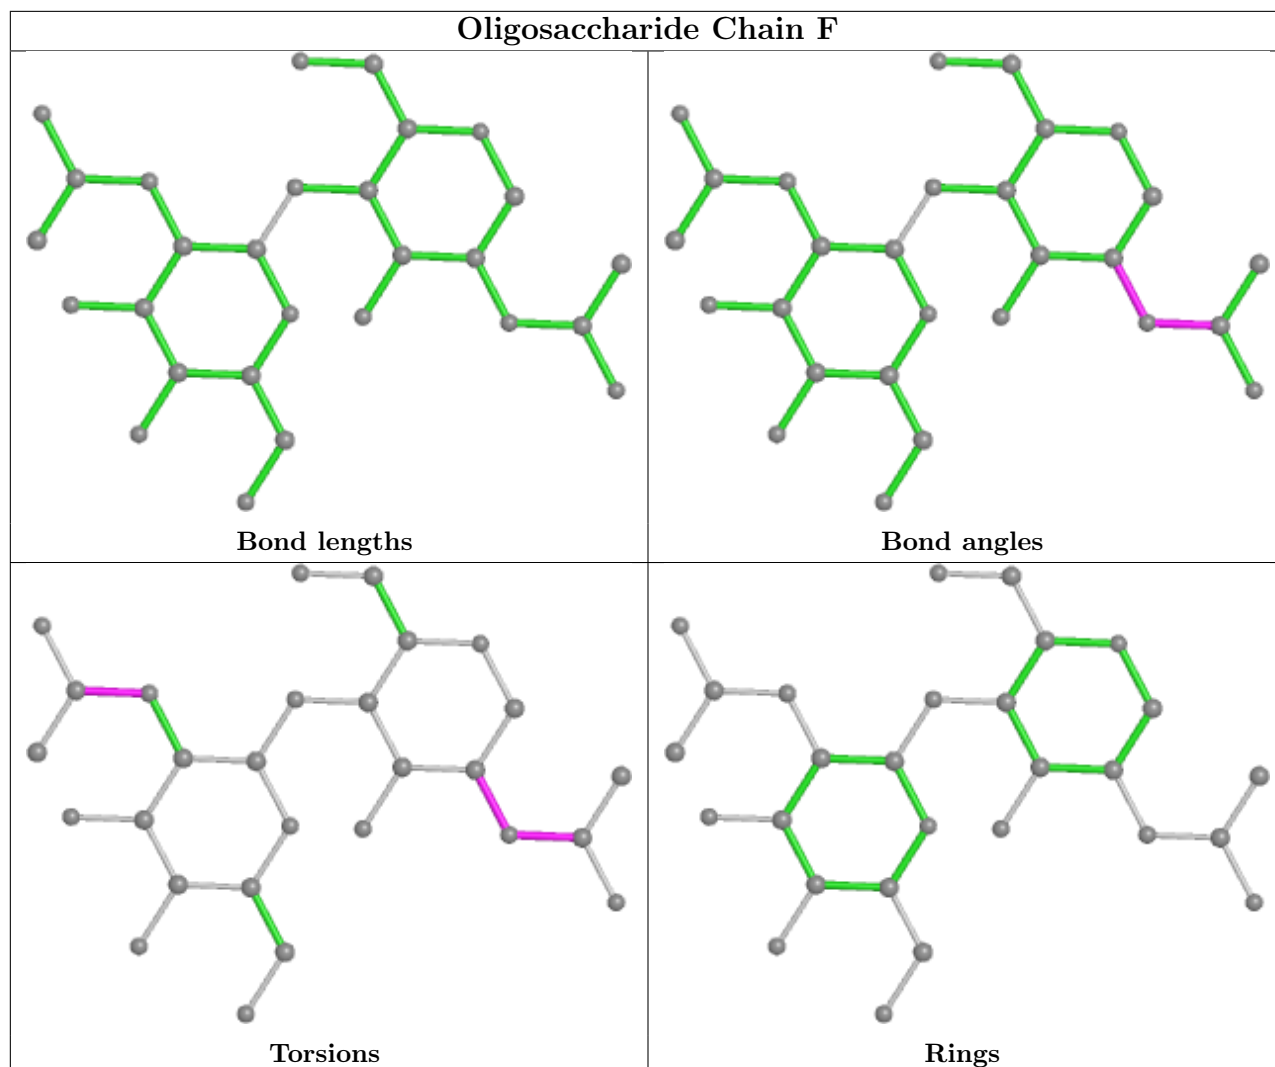 Oligosaccharide Chain F
Bond lengths
Bond angles
Torsions
Rings